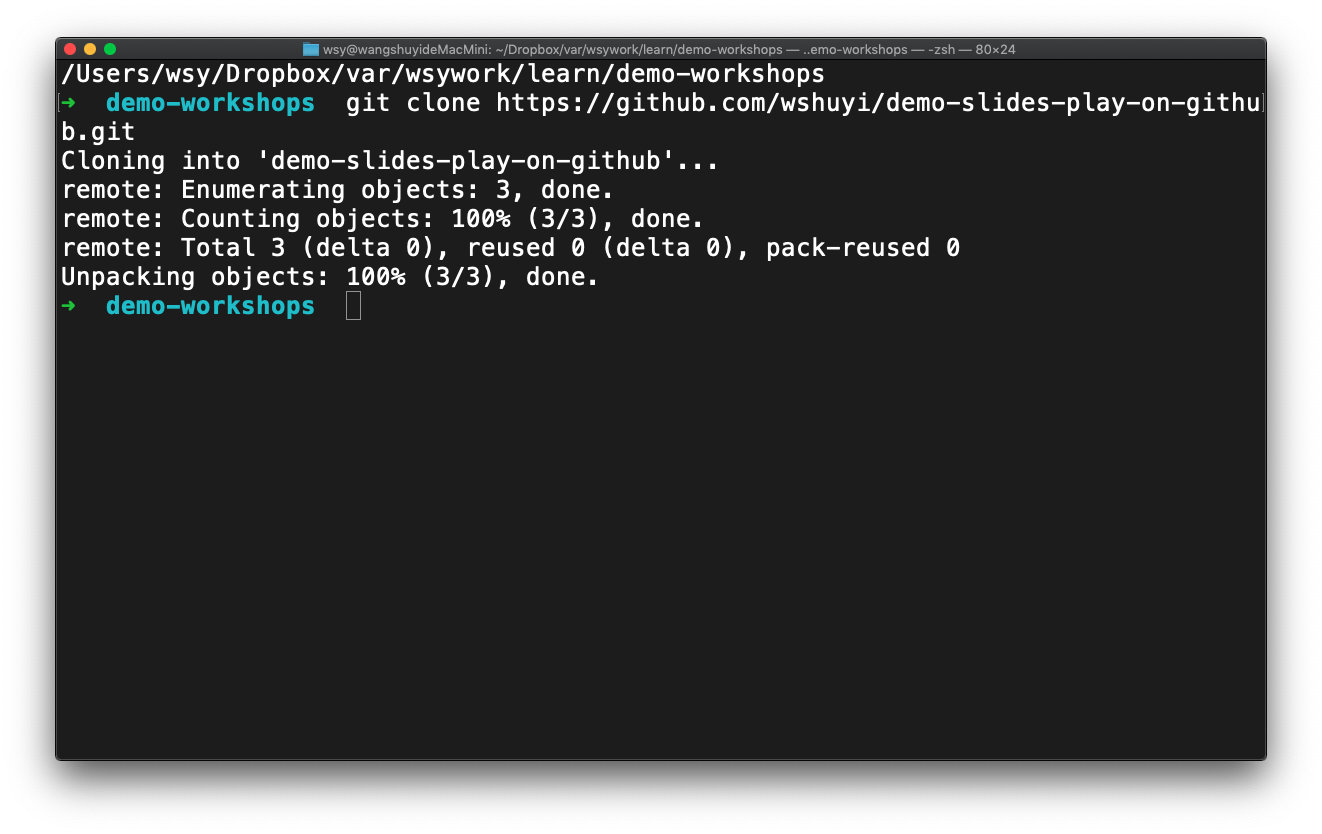 wsy@wangshuyideMacMini: ~/Dropbox/var/wsywork/learn/demo-workshops — ..emo-workshops — -zsh — 80×24
/Users/wsy/Dropbox/var/wsywork/learn/demo-workshops
➜  demo-workshops  git clone https://github.com/wshuyi/demo-slides-play-on-githu
b.git
Cloning into 'demo-slides-play-on-github'...
remote: Enumerating objects: 3, done.
remote: Counting objects: 100% (3/3), done.
remote: Total 3 (delta 0), reused 0 (delta 0), pack-reused 0
Unpacking objects: 100% (3/3), done.
➜  demo-workshops